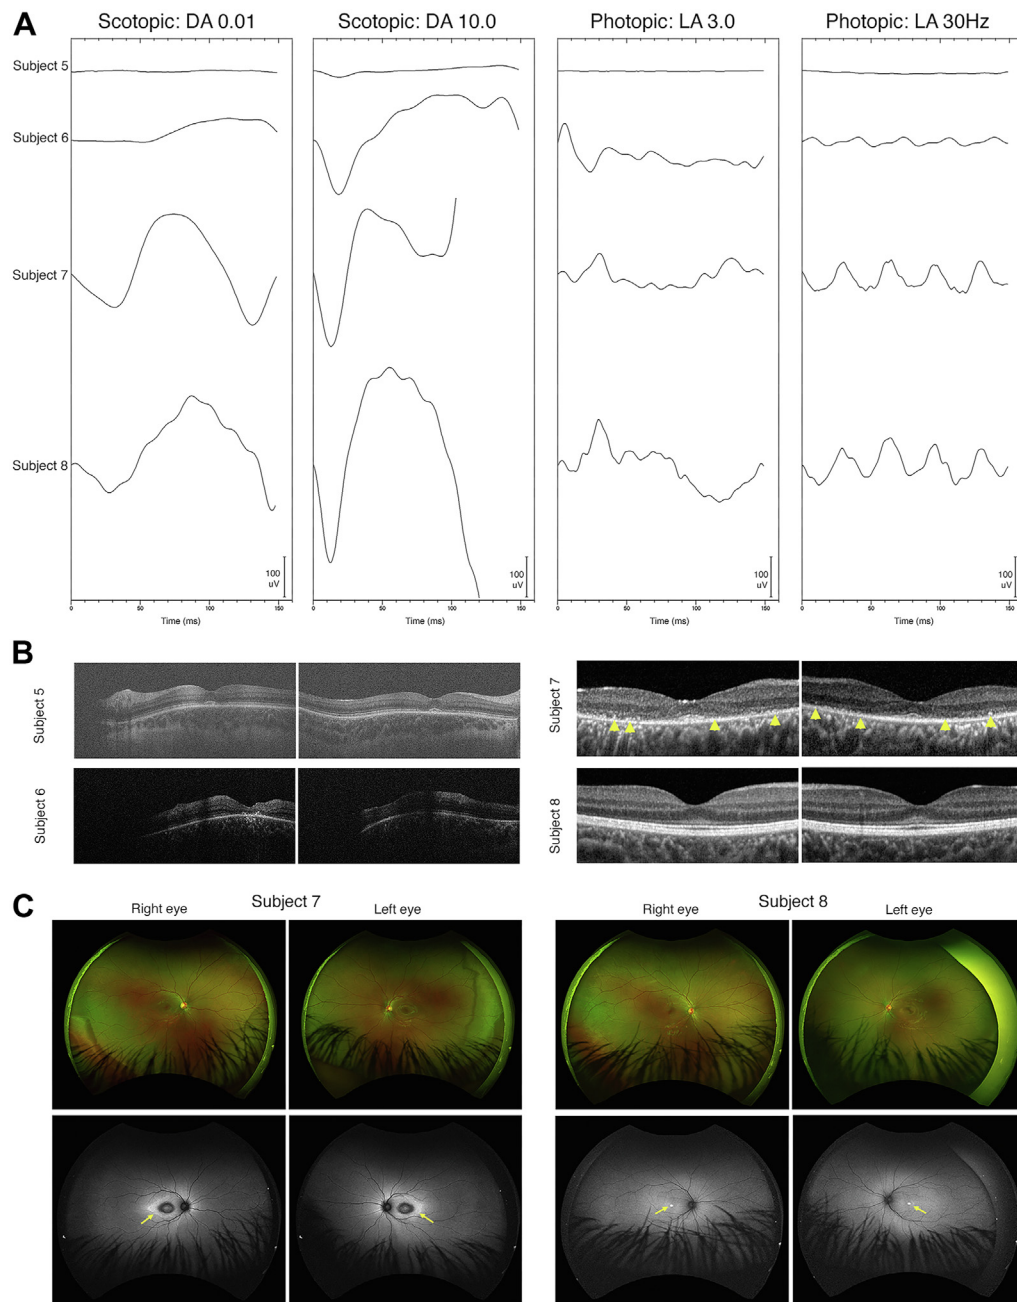 A
Scotopic: DA 0.01
Scotopic: DA 10.0
Photopic: LA 3.0
Photopic: LA 30Hz
Subject 5
Subject 6
Subject 7
Subject 8
100
uV
100
uV
100
uV
100
uV
0 50 100 150
0 50 100 150
0 50 100 150
0 50 100 150
Time (ms)
Time (ms)
Time (ms)
Time (ms)
B
Subject 5
Subject 6
Subject 7
Subject 8
C
Subject 7
Right eye
Left eye
Subject 8
Right eye
Left eye